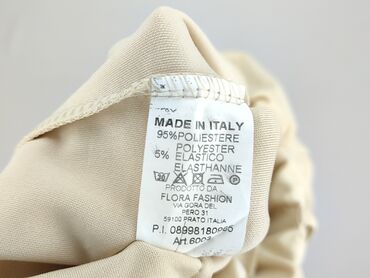 MADE IN ITALY
95% POLIESTERE
POLYESTER
5% ELASTICO
ELASTHANNE
PRODOTTO DA
FLORA FASHION
VIA GORA DEL
PERO 31
59100 PRATO ITALIA
P.I.
Art.